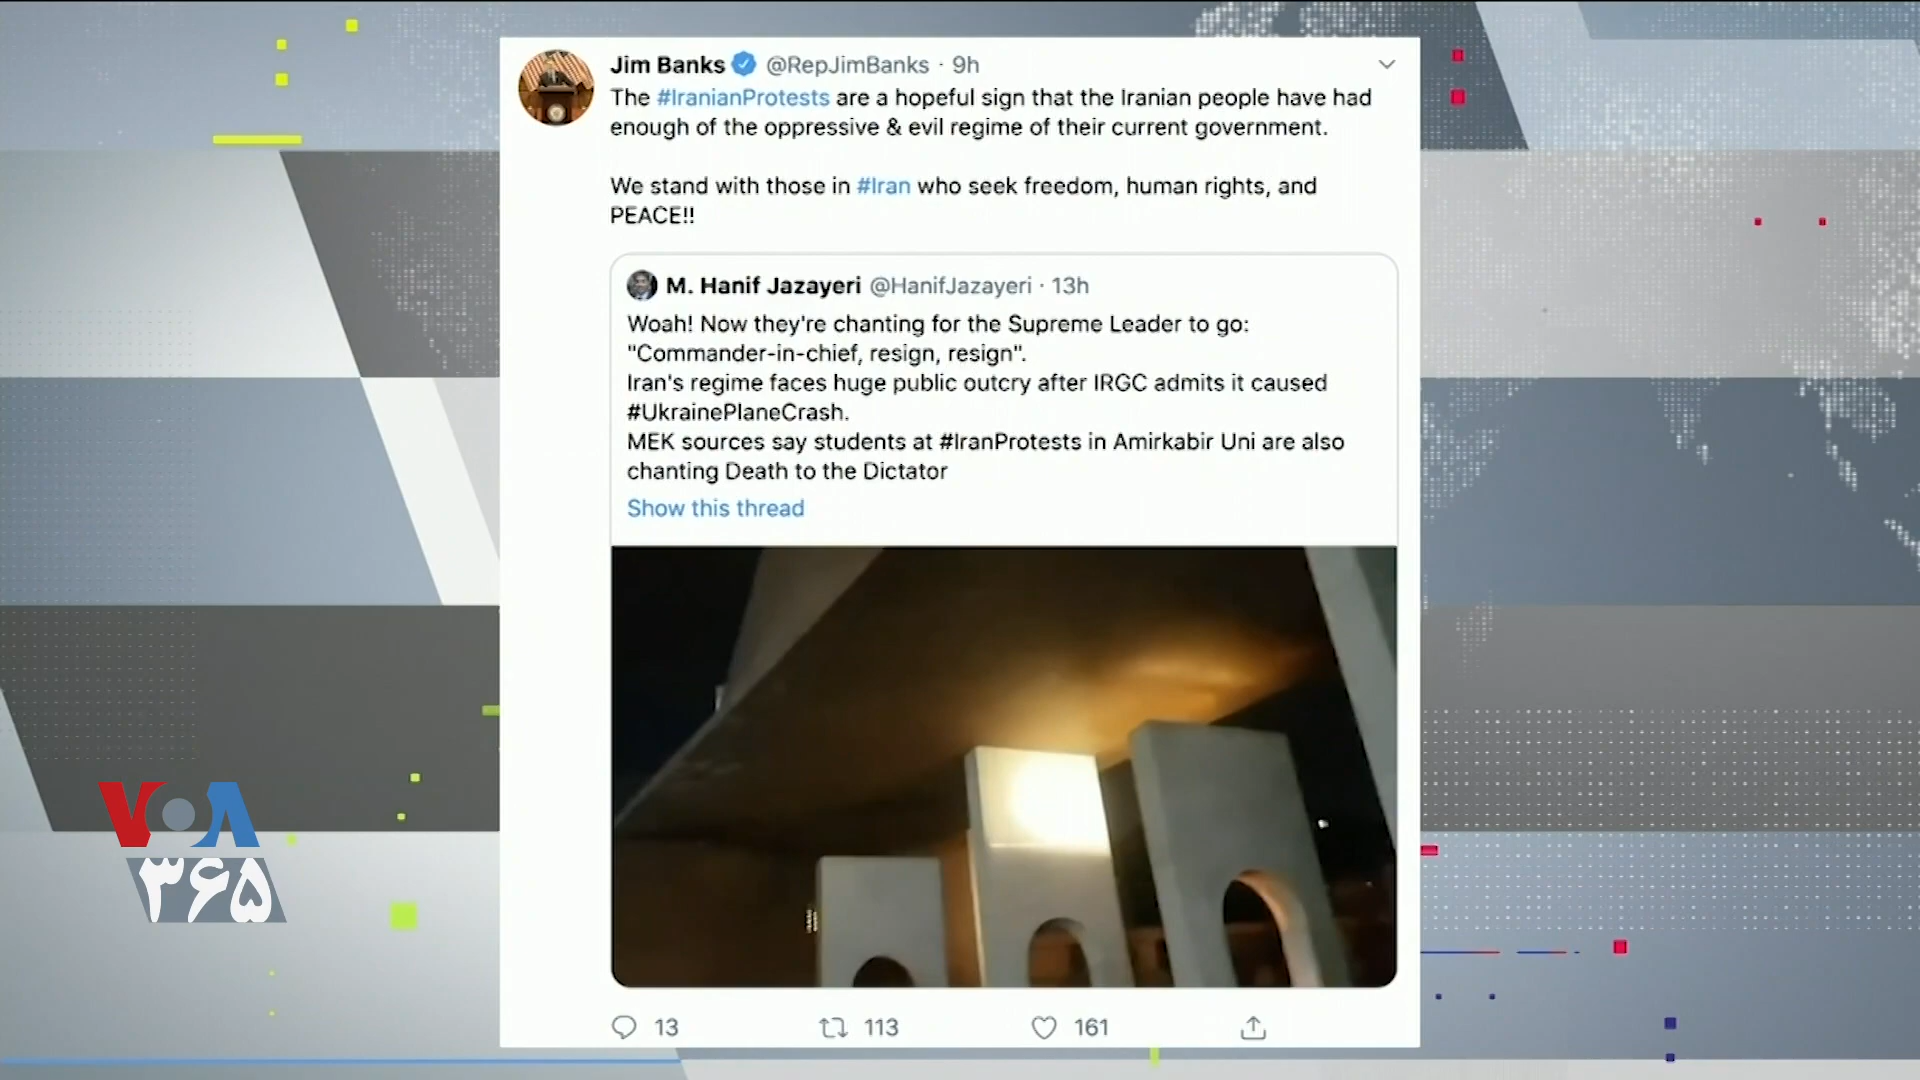 Jim Banks @RepJimBanks · 9h
The #IranianProtests are a hopeful sign that the Iranian people have had
enough of the oppressive & evil regime of their current government.
We stand with those in #Iran who seek freedom, human rights, and
PEACE!!
M. Hanif Jazayeri @HanifJazayeri · 13h
Woah! Now they're chanting for the Supreme Leader to go:
"Commander-in-chief, resign, resign".
Iran's regime faces huge public outcry after IRGC admits it caused
#UkrainePlaneCrash.
MEK sources say students at #IranProtests in Amirkabir Uni are also
chanting Death to the Dictator
Show this thread
13 113 161
VOA
۳۶۵